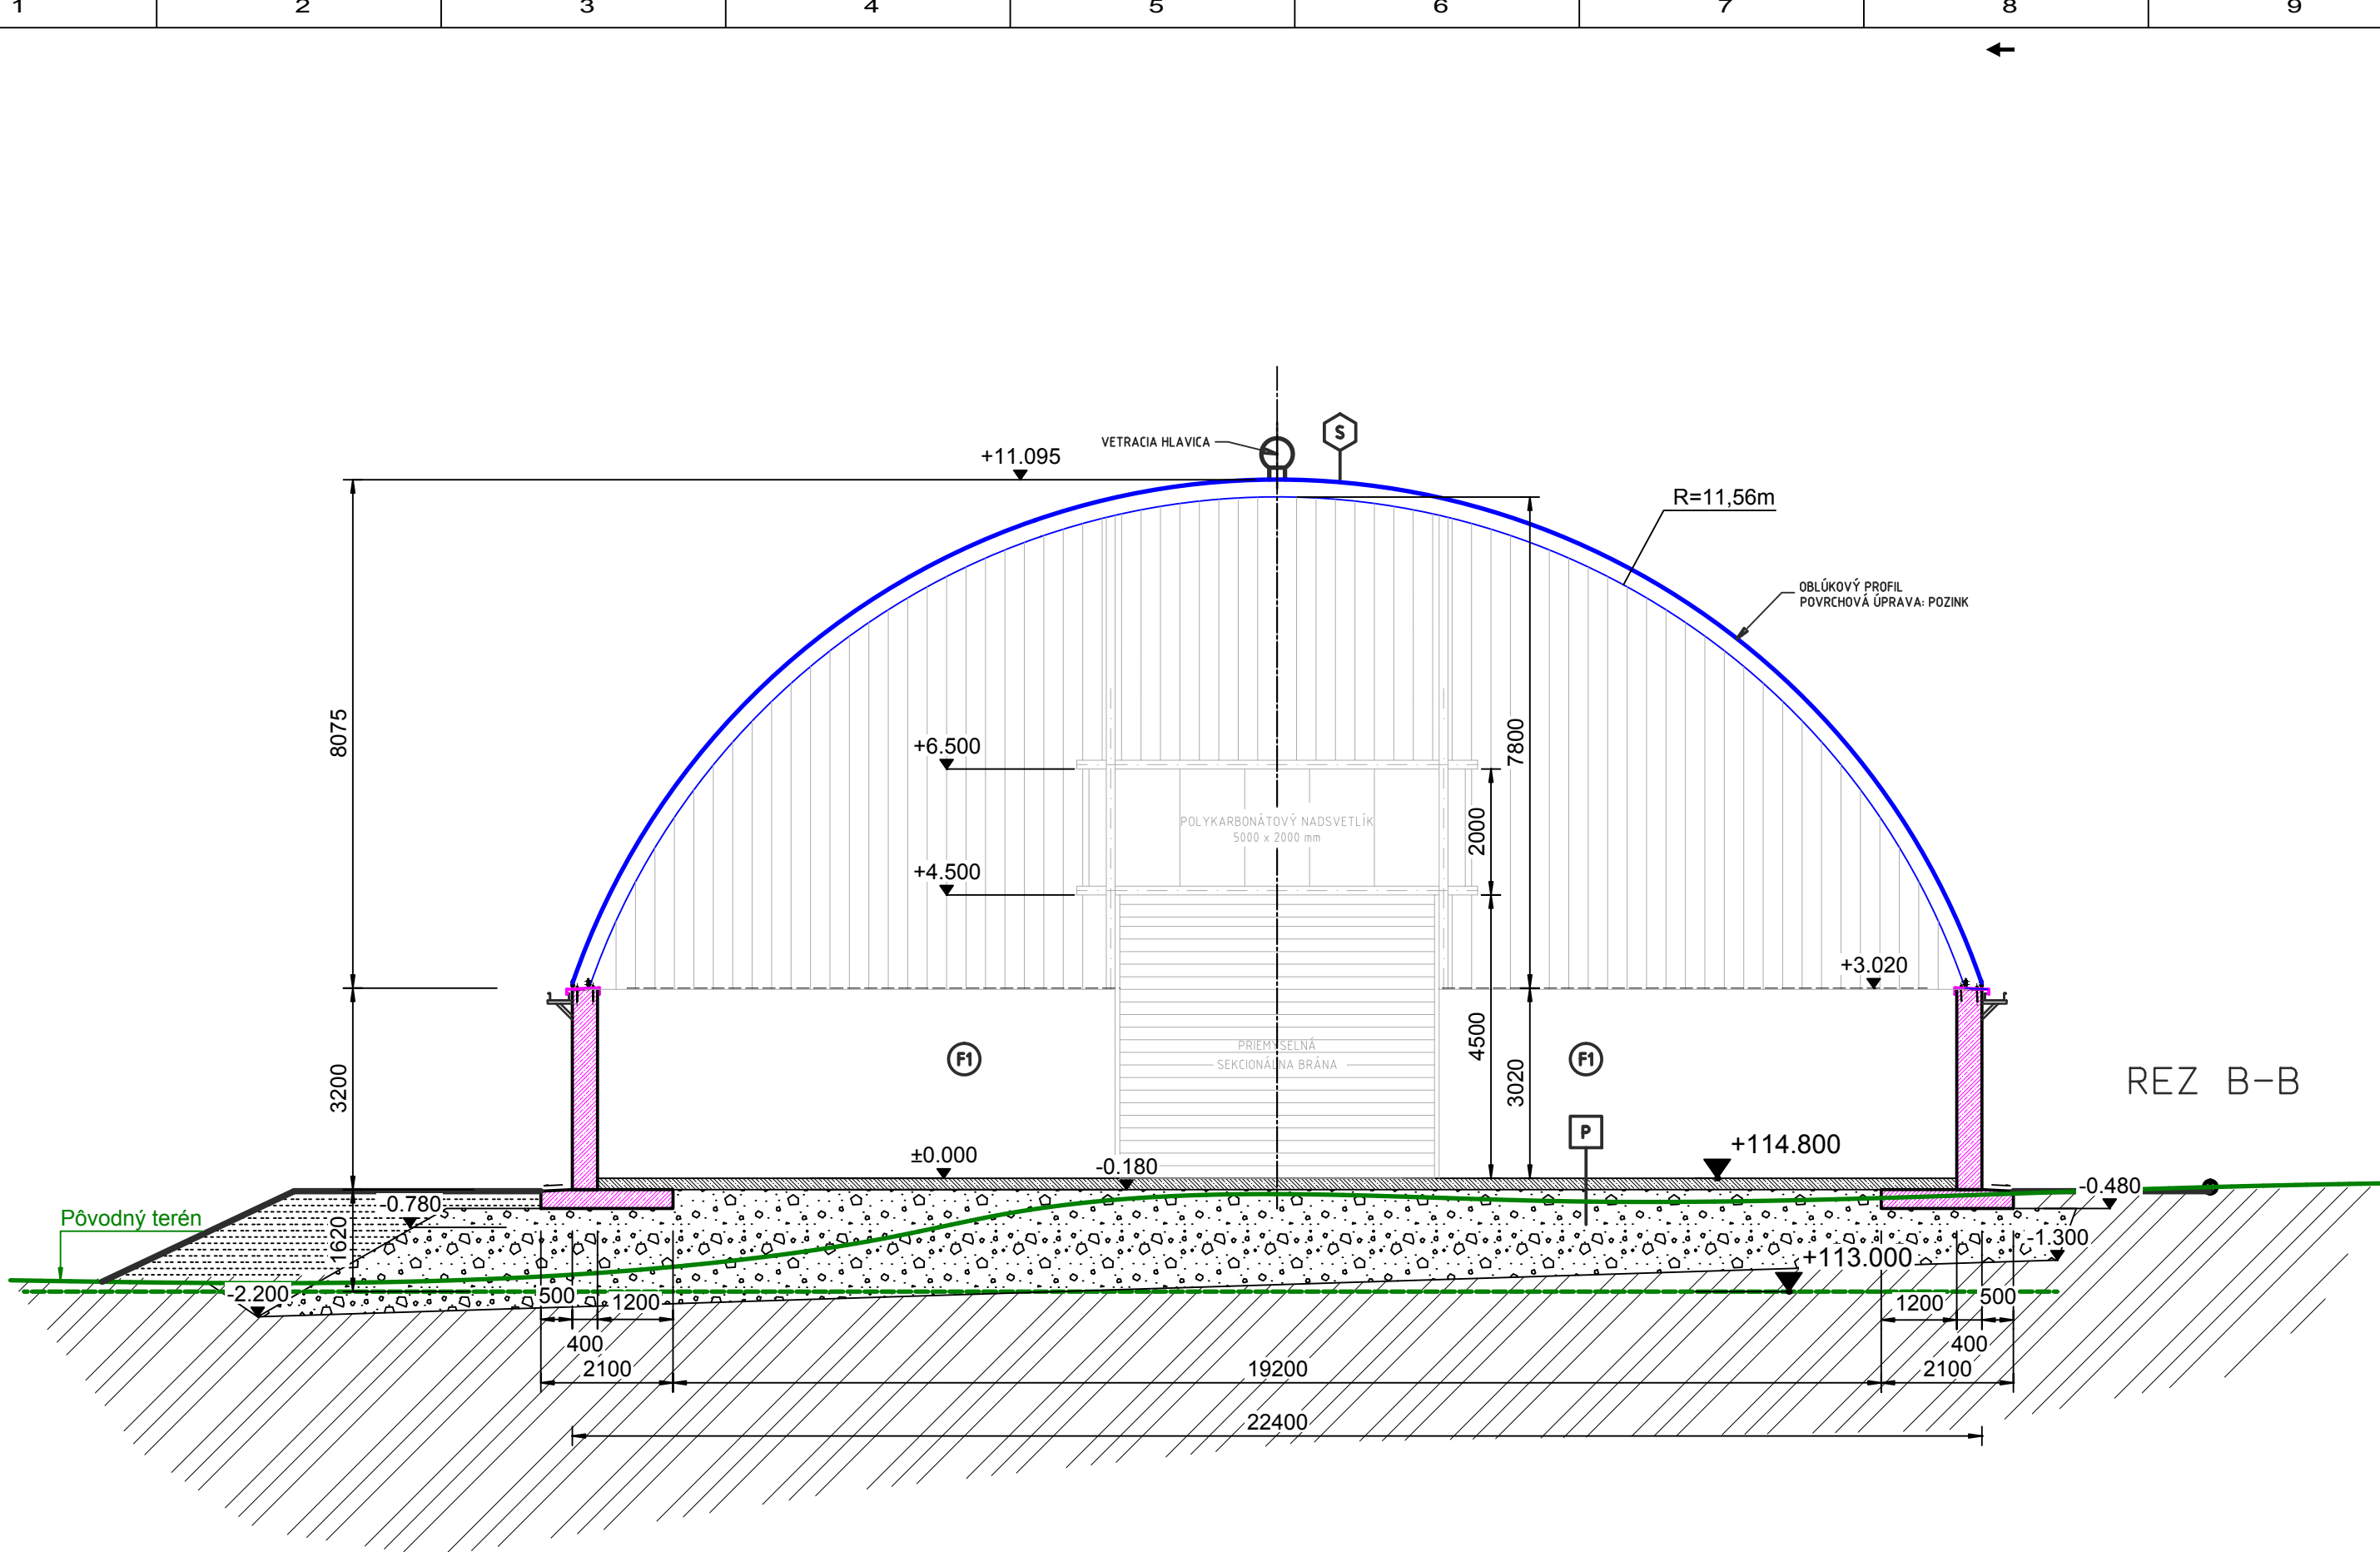 1 2 3 4 5 6 7 8 9
VETRACIA HLAVICA
S
+11.095
R=11,56m
OBLÚKOVÝ PROFIL
POVRCHOVÁ ÚPRAVA: POZINK
8075
7800
+6.500
POLYKARBONÁTOVÝ NADSVETLÍK
5000 x 2000 mm
2000
+4.500
+3.020
3200
F1
PRIEMYSELNÁ
SEKCIONÁLNA BRÁNA
4500
3020
F1
REZ B-B
P
±0.000
-0.180
+114.800
Pôvodný terén
-0.780
1620
-0.480
-1.300
+113.000
-2.200
500
1200
1200
500
400
400
2100
19200
2100
22400